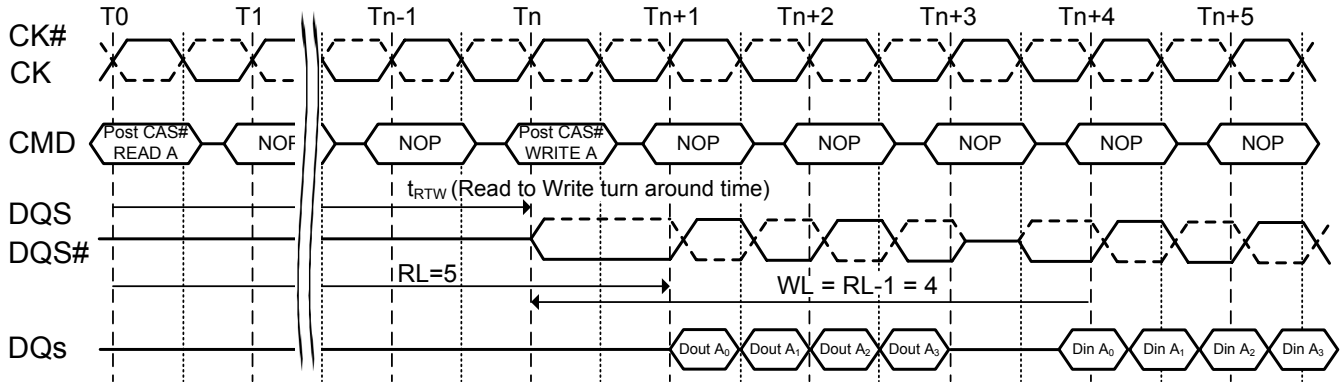 T0 T1 Tn-1 Tn Tn+1 Tn+2 Tn+3 Tn+4 Tn+5
CK#
CK
CMD
Post CAS#
READ A
NOP
NOP
Post CAS#
WRITE A
NOP
NOP
NOP
NOP
NOP
tRTW (Read to Write turn around time)
DQS
DQS#
RL=5
WL = RL-1 = 4
DQs
Dout A0 Dout A1 Dout A2 Dout A3 Din A0 Din A1 Din A2 Din A3